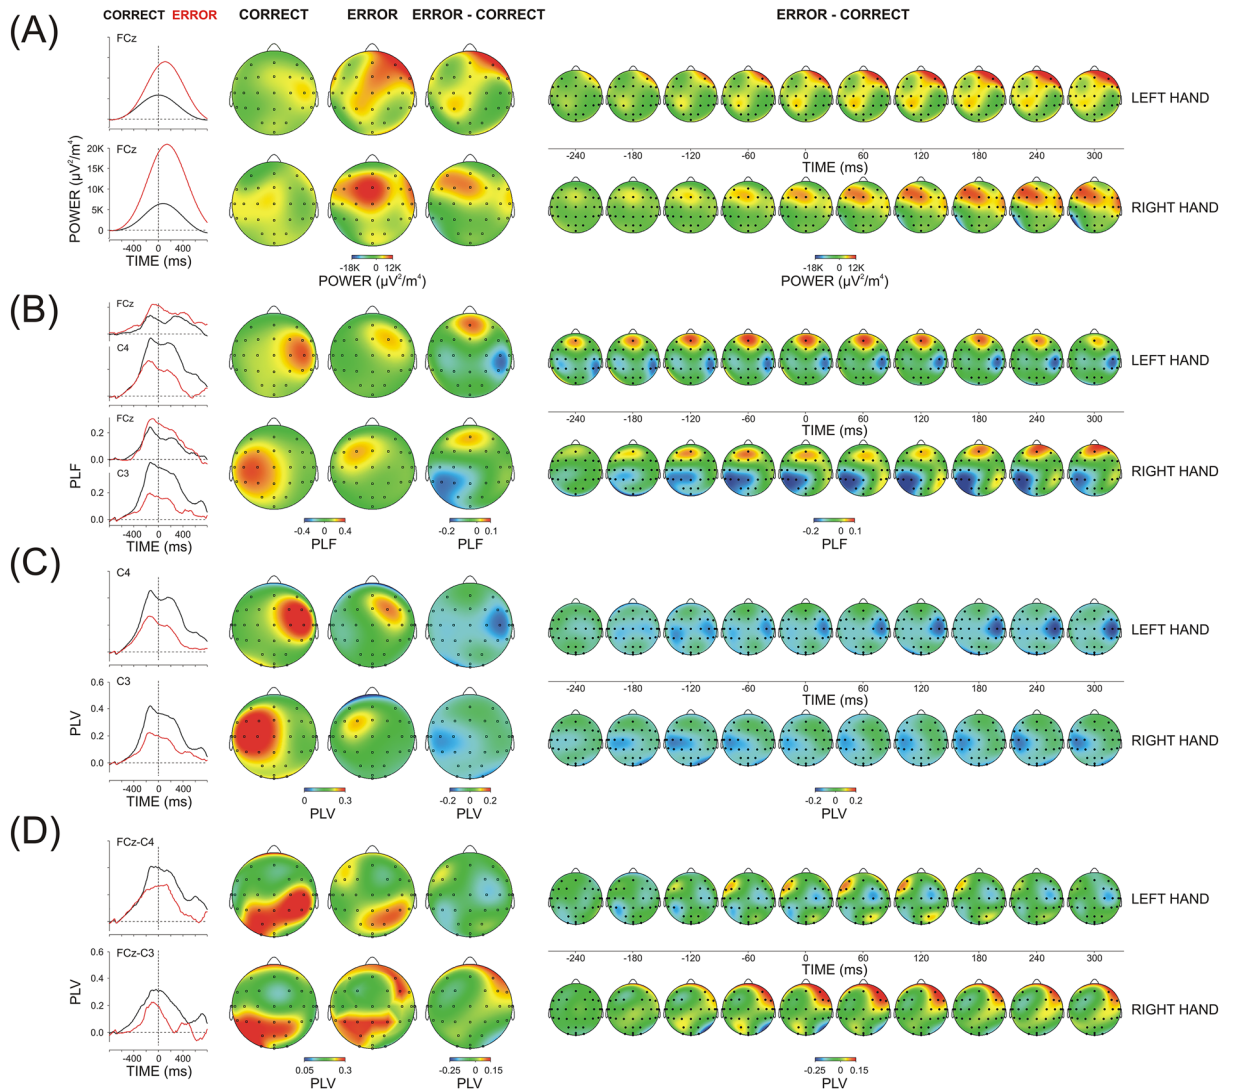 CORRECT ERROR CORRECT ERROR ERROR - CORRECT ERROR - CORRECT
(A)
FCz
LEFT HAND
-240 -180 -120 -60 0 60 120 180 240 300
TIME (ms)
FCz
20K
15K
10K
5K
0
POWER (µV²/m⁴)
RIGHT HAND
-400 0 400
TIME (ms)
-18K 0 12K
POWER (µV²/m⁴)
-18K 0 12K
POWER (µV²/m⁴)
(B)
FCz
C4
LEFT HAND
-240 -180 -120 -60 0 60 120 180 240 300
TIME (ms)
FCz
0.2
0.0
C3
0.2
0.0
PLF
RIGHT HAND
-400 0 400
TIME (ms)
-0.4 0 0.4
PLF
-0.2 0 0.1
PLF
-0.2 0 0.1
PLF
(C)
C4
LEFT HAND
-240 -180 -120 -60 0 60 120 180 240 300
TIME (ms)
C3
0.6
0.4
0.2
0.0
PLV
RIGHT HAND
-400 0 400
TIME (ms)
0 0.3
PLV
-0.2 0 0.2
PLV
-0.2 0 0.2
PLV
(D)
FCz-C4
LEFT HAND
-240 -180 -120 -60 0 60 120 180 240 300
TIME (ms)
FCz-C3
0.6
0.4
0.2
0.0
PLV
RIGHT HAND
-400 0 400
TIME (ms)
0.05 0.3
PLV
-0.25 0 0.15
PLV
-0.25 0 0.15
PLV